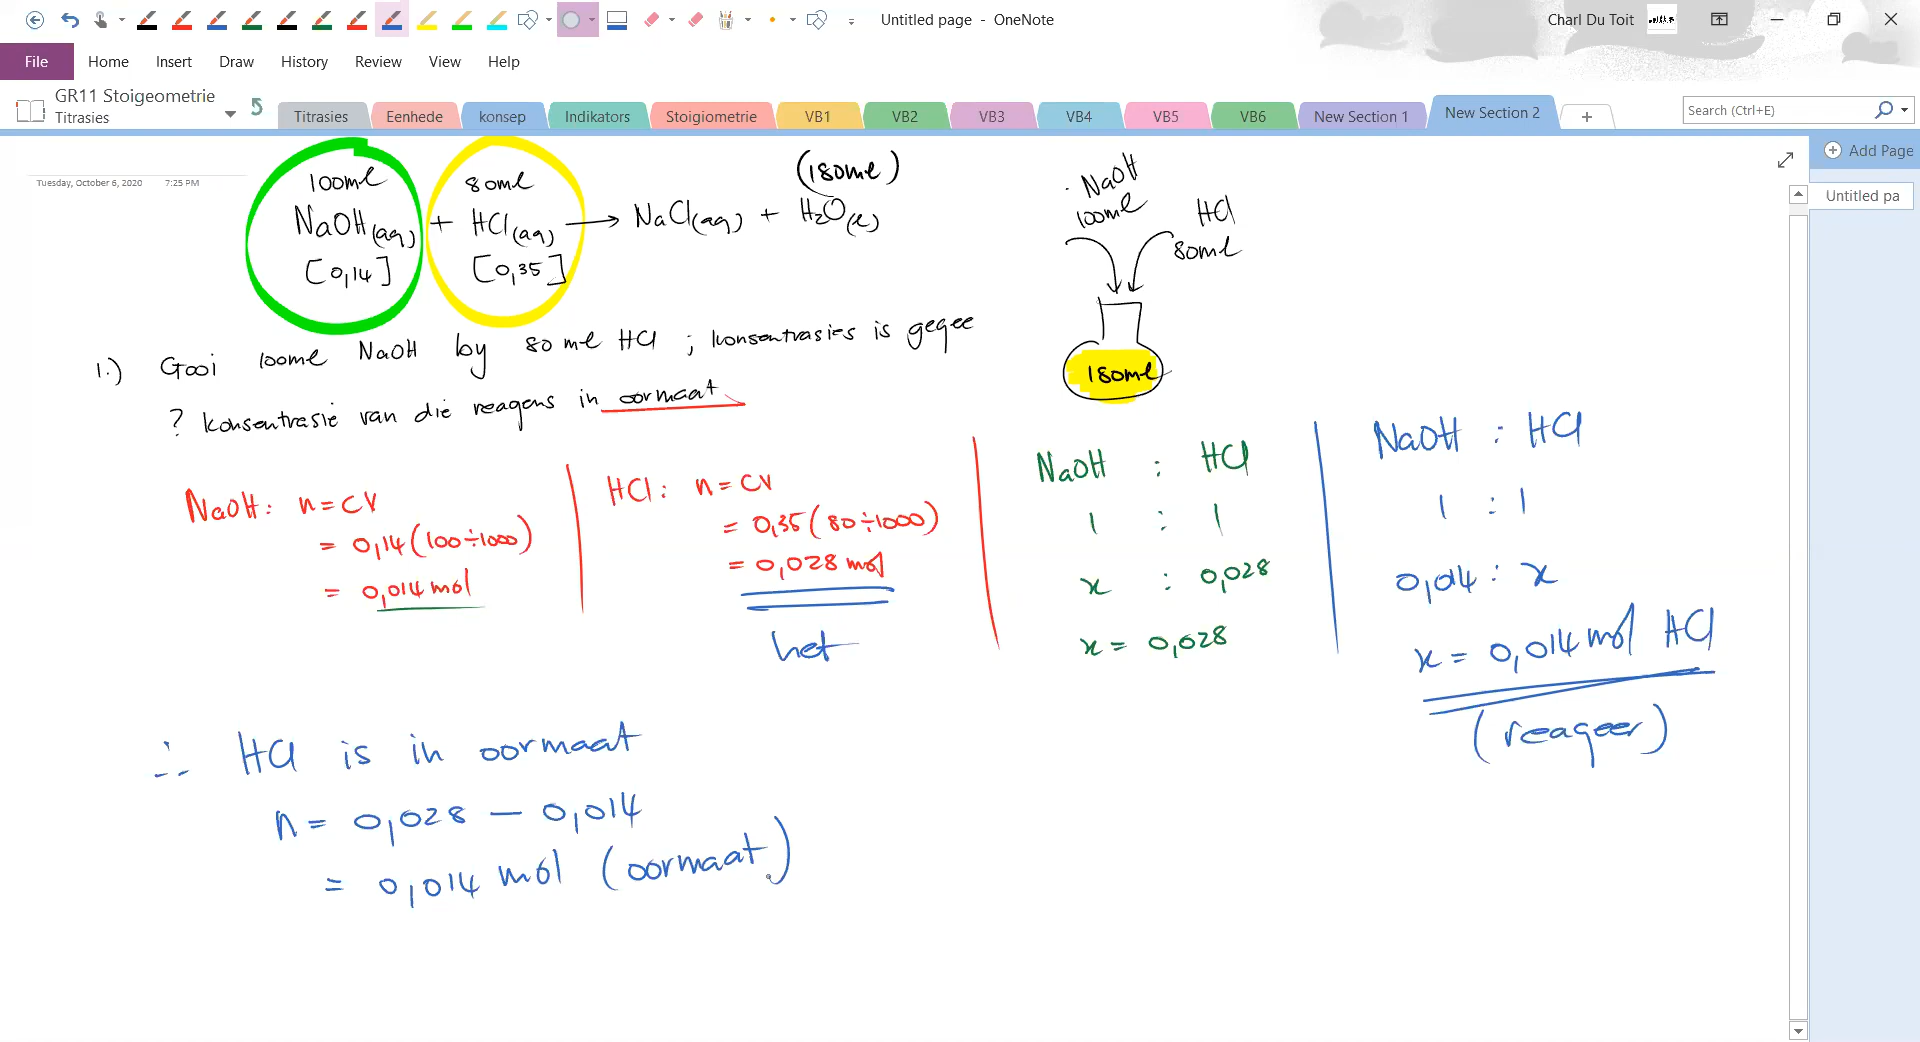 Untitled page - OneNote
Charl Du Toit
File Home Insert Draw History Review View Help
GR11 Stoigeometrie
Titrasies
Titrasies Eenhede konsep Indikators Stoigiometrie VB1 VB2 VB3 VB4 VB5 VB6 New Section 1 New Section 2 +
Search (Ctrl+E)
Add Page
Untitled pa
Tuesday, October 6, 2020 7:25 PM
100ml 80ml (180ml)
NaOH(aq) + HCl(aq) → NaCl(aq) + H₂O(l)
[0,14] [0,35]
NaOH
100ml
HCl
80ml
180ml
1.) Gooi 100ml NaOH by 80ml HCl ; konsentrasies is gegee
? Konsentrasie van die reagens in oormaat
NaOH: n = cv
= 0,14(100÷1000)
= 0,014 mol
HCl: n = cv
= 0,35(80÷1000)
= 0,028 mol
het
NaOH : HCl
1 : 1
x : 0,028
x = 0,028
NaOH : HCl
1 : 1
0,014 : x
x = 0,014 mol HCl
(reageer)
∴ HCl is in oormaat
n = 0,028 - 0,014
= 0,014 mol (oormaat)